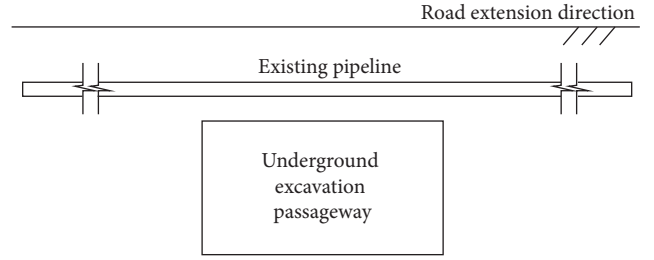 Road extension direction
Existing pipeline
Underground
excavation
passageway